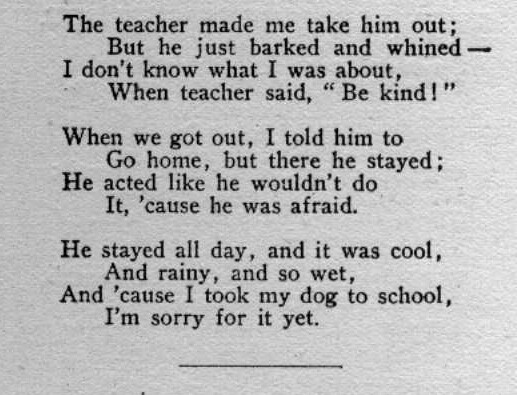 The teacher made me take him out;
But he just barked and whined—
I don't know what I was about,
When teacher said, "Be kind!"
When we got out, I told him to
Go home, but there he stayed;
He acted like he wouldn't do
It, 'cause he was afraid.
He stayed all day, and it was cool,
And rainy, and so wet,
And 'cause I took my dog to school,
I'm sorry for it yet.